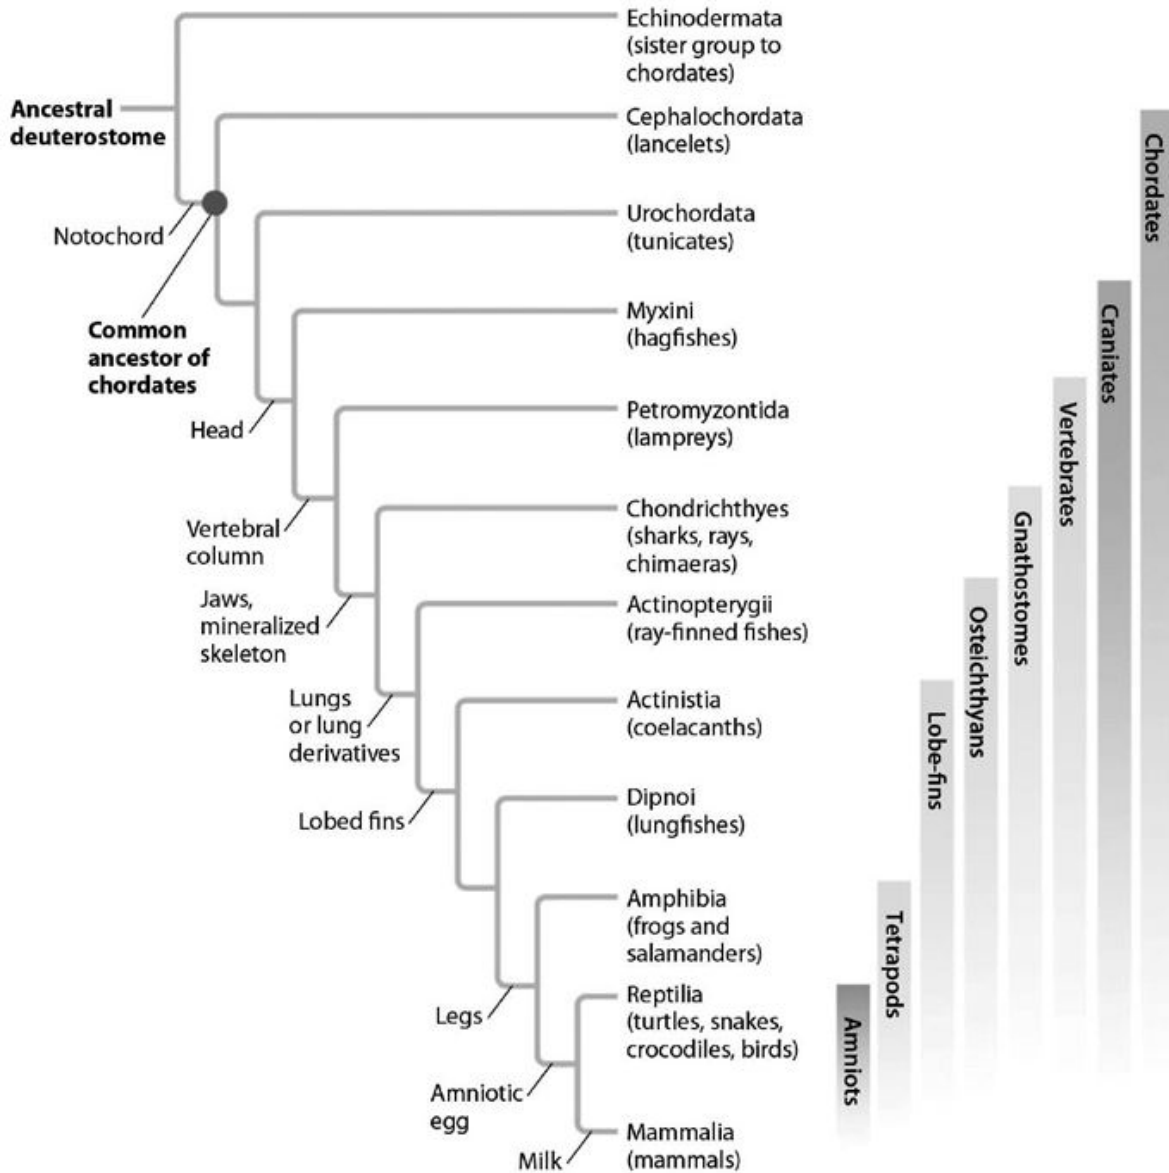 Echinodermata
(sister group to
chordates)
Ancestral
deuterostome
Cephalochordata
(lancelets)
Notochord
Urochordata
(tunicates)
Common
ancestor of
chordates
Myxini
(hagfishes)
Head
Petromyzontida
(lampreys)
Vertebral
column
Chondrichthyes
(sharks, rays,
chimaeras)
Jaws,
mineralized
skeleton
Actinopterygii
(ray-finned fishes)
Lungs
or lung
derivatives
Actinistia
(coelacanths)
Lobed fins
Dipnoi
(lungfishes)
Amphibia
(frogs and
salamanders)
Legs
Reptilia
(turtles, snakes,
crocodiles, birds)
Amniotic
egg
Milk
Mammalia
(mammals)
Amniots
Tetrapods
Lobe-fins
Osteichthyans
Gnathostomes
Vertebrates
Craniates
Chordates